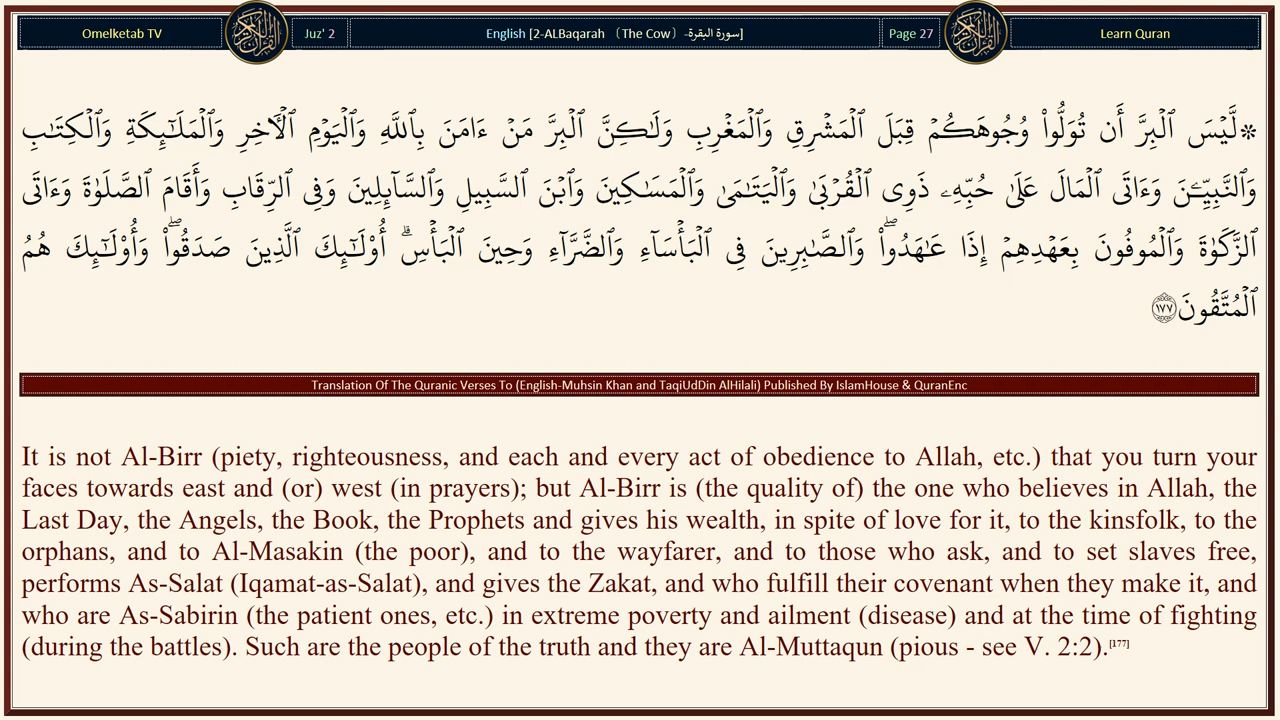 Omelketab TV
Juz' 2
English [2-ALBaqarah （The Cow） -سورة البقرة]
Page 27
Learn Quran
۞لَّيۡسَ ٱلۡبِرَّ أَن تُوَلُّواْ وُجُوهَكُمۡ قِبَلَ ٱلۡمَشۡرِقِ وَٱلۡمَغۡرِبِ وَلَٰكِنَّ ٱلۡبِرَّ مَنۡ ءَامَنَ بِٱللَّهِ وَٱلۡيَوۡمِ ٱلۡأٓخِرِ وَٱلۡمَلَٰٓئِكَةِ وَٱلۡكِتَٰبِ
وَٱلنَّبِيِّـۧنَ وَءَاتَى ٱلۡمَالَ عَلَىٰ حُبِّهِۦ ذَوِي ٱلۡقُرۡبَىٰ وَٱلۡيَتَٰمَىٰ وَٱلۡمَسَٰكِينَ وَٱبۡنَ ٱلسَّبِيلِ وَٱلسَّآئِلِينَ وَفِي ٱلرِّقَابِ وَأَقَامَ ٱلصَّلَوٰةَ وَءَاتَى
ٱلزَّكَوٰةَ وَٱلۡمُوفُونَ بِعَهۡدِهِمۡ إِذَا عَٰهَدُواْۖ وَٱلصَّٰبِرِينَ فِي ٱلۡبَأۡسَآءِ وَٱلضَّرَّآءِ وَحِينَ ٱلۡبَأۡسِۗ أُوْلَٰٓئِكَ ٱلَّذِينَ صَدَقُواْۖ وَأُوْلَٰٓئِكَ هُمُ
ٱلۡمُتَّقُونَ ١٧٧
Translation Of The Quranic Verses To (English-Muhsin Khan and TaqiUdDin AlHilali) Published By IslamHouse & QuranEnc
It is not Al-Birr (piety, righteousness, and each and every act of obedience to Allah, etc.) that you turn your
faces towards east and (or) west (in prayers); but Al-Birr is (the quality of) the one who believes in Allah, the
Last Day, the Angels, the Book, the Prophets and gives his wealth, in spite of love for it, to the kinsfolk, to the
orphans, and to Al-Masakin (the poor), and to the wayfarer, and to those who ask, and to set slaves free,
performs As-Salat (Iqamat-as-Salat), and gives the Zakat, and who fulfill their covenant when they make it, and
who are As-Sabirin (the patient ones, etc.) in extreme poverty and ailment (disease) and at the time of fighting
(during the battles). Such are the people of the truth and they are Al-Muttaqun (pious - see V. 2:2).[177]